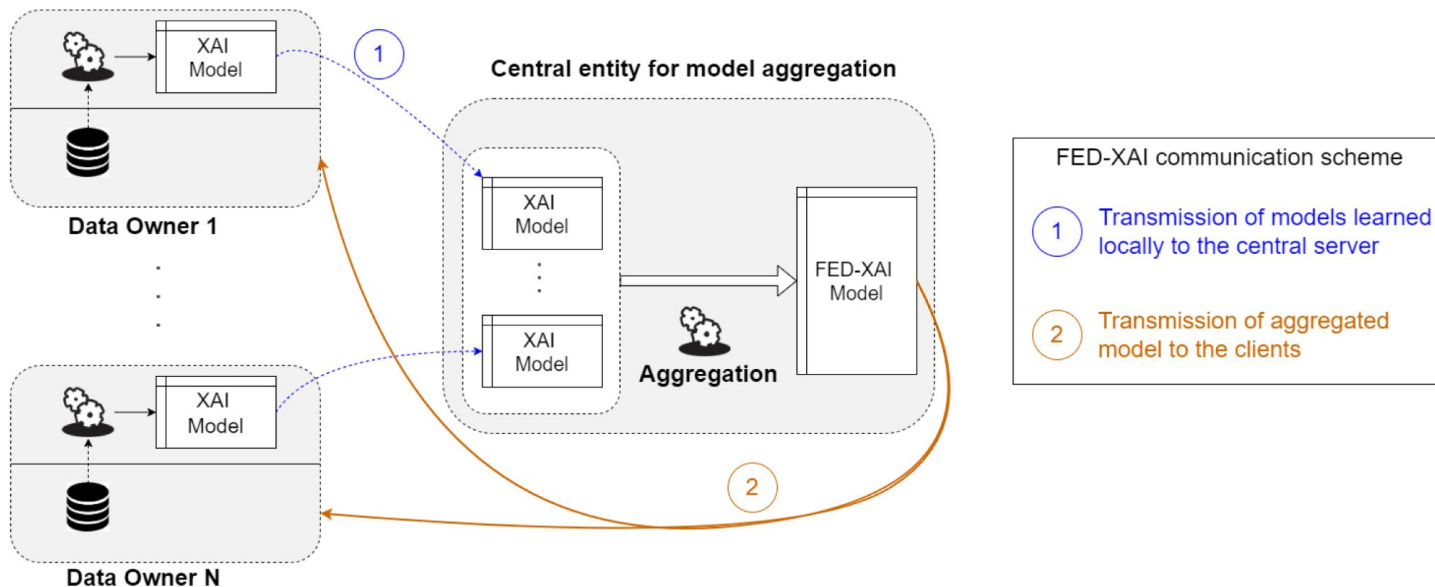 XAI
Model
Data Owner 1
XAI
Model
Data Owner N
1
Central entity for model aggregation
XAI
Model
XAI
Model
Aggregation
FED-XAI
Model
2
FED-XAI communication scheme
1
Transmission of models learned
locally to the central server
2
Transmission of aggregated
model to the clients